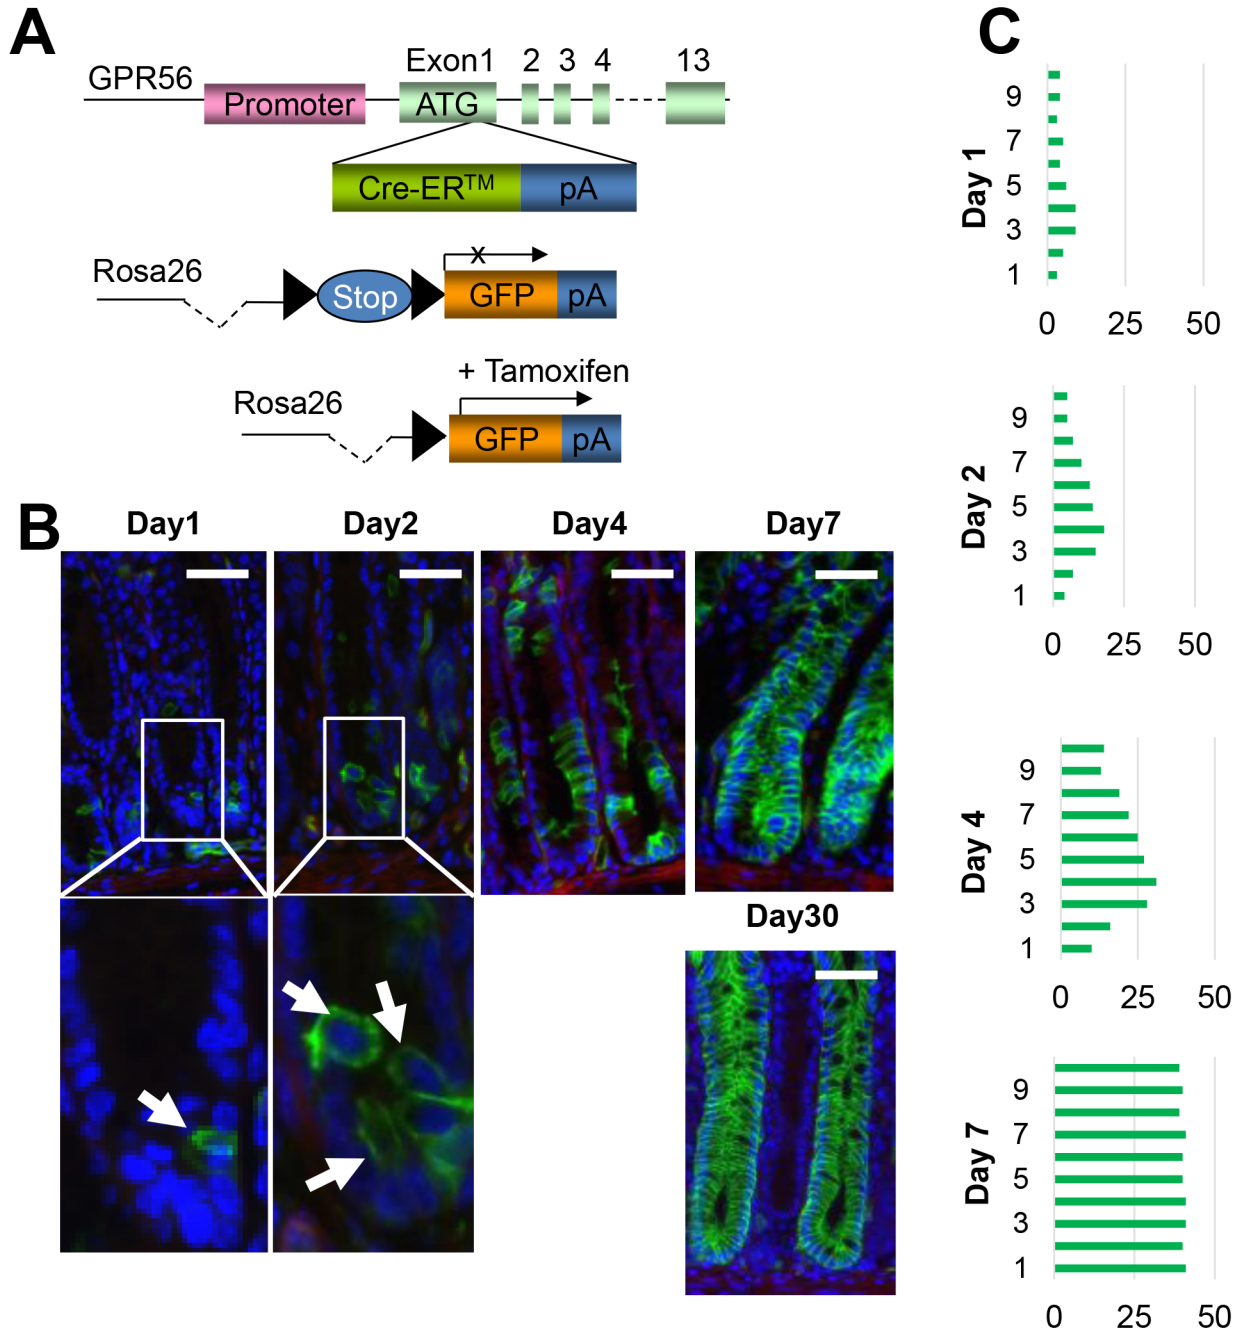 A
GPR56
Promoter
Exon1 2 3 4 13
ATG
Cre-ERTM pA
Rosa26
Stop
x
GFP pA
+ Tamoxifen
Rosa26
GFP pA
B
Day1 Day2 Day4 Day7
Day30
C
Day 1
9
7
5
3
1
0 25 50
Day 2
9
7
5
3
1
0 25 50
Day 4
9
7
5
3
1
0 25 50
Day 7
9
7
5
3
1
0 25 50